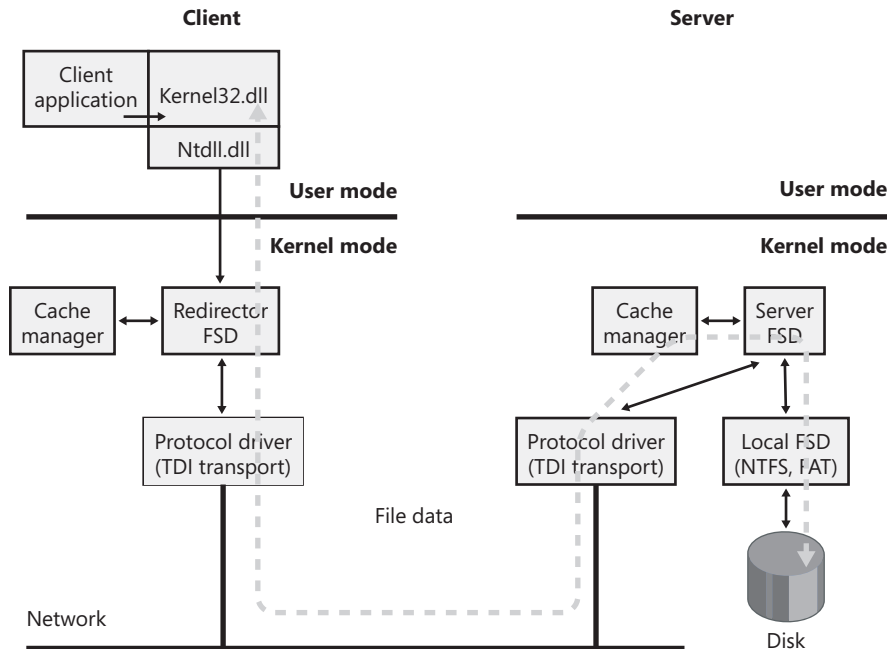 Client
Server
Client
application
Kernel32.dll
Ntdll.dll
User mode
User mode
Kernel mode
Kernel mode
Cache
manager
Redirector
FSD
Cache
manager
Server
FSD
Protocol driver
(TDI transport)
Protocol driver
(TDI transport)
Local FSD
(NTFS, FAT)
File data
Network
Disk